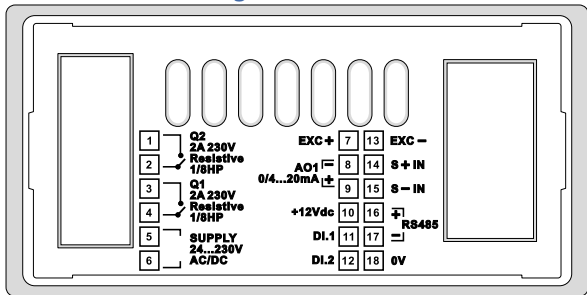 1
Q2
2A 230V
2
Resistive
1/8HP
3
Q1
2A 230V
4
Resistive
1/8HP
5
SUPPLY
24...230V
6
AC/DC
EXC+ 7 13 EXC-
AO1 - 8 14 S+IN
0/4...20mA + 9 15 S-IN
+12Vdc 10 16 +
RS485
DI.1 11 17 -
DI.2 12 18 0V